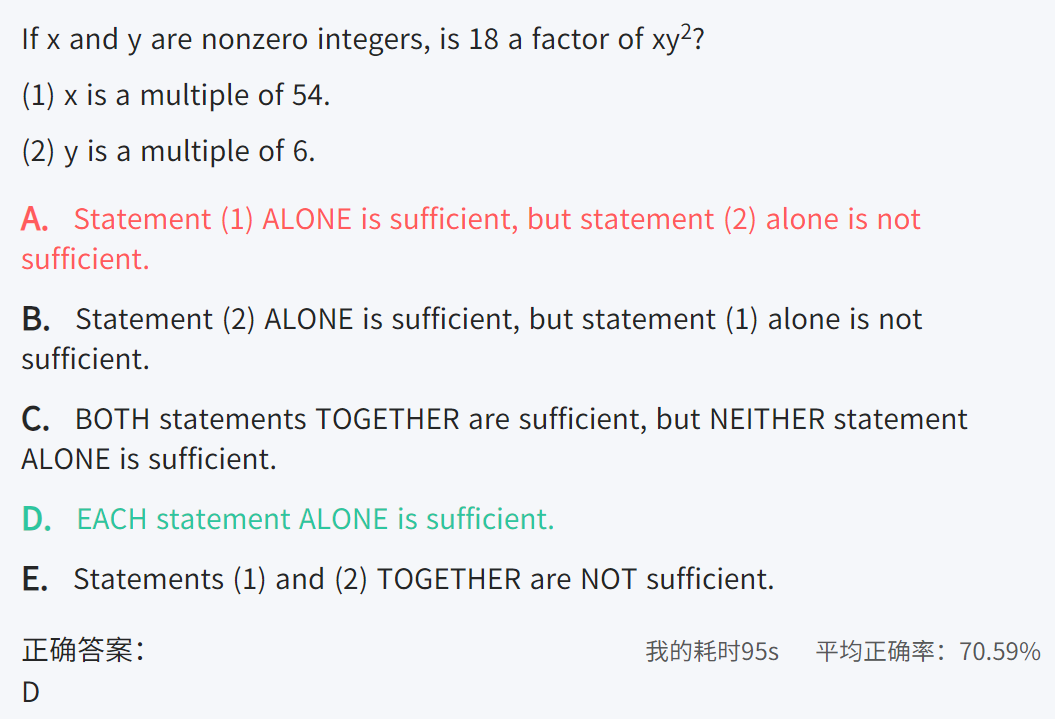 If x and y are nonzero integers, is 18 a factor of xy²?
(1) x is a multiple of 54.
(2) y is a multiple of 6.
A. Statement (1) ALONE is sufficient, but statement (2) alone is not
sufficient.
B. Statement (2) ALONE is sufficient, but statement (1) alone is not
sufficient.
C. BOTH statements TOGETHER are sufficient, but NEITHER statement
ALONE is sufficient.
D. EACH statement ALONE is sufficient.
E. Statements (1) and (2) TOGETHER are NOT sufficient.
正确答案： 我的耗时95s 平均正确率：70.59%
D